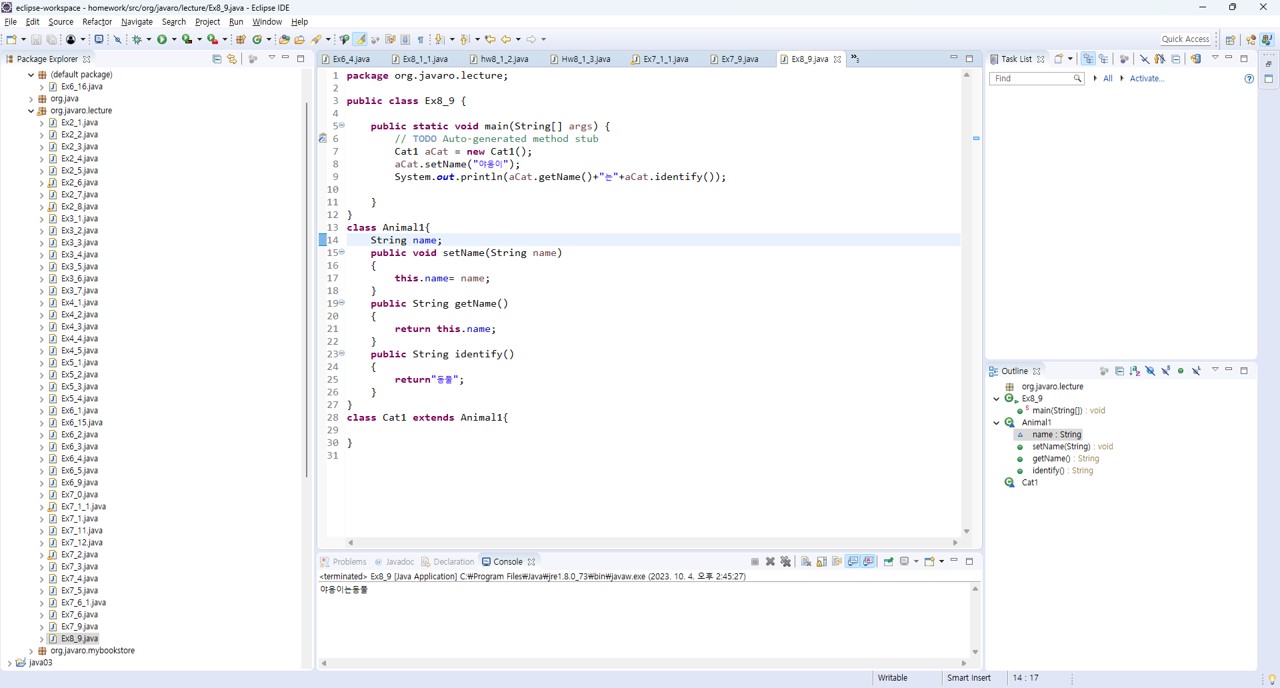 eclipse-workspace - homework/src/org/javaro/lecture/Ex8_9.java - Eclipse IDE
File Edit Source Refactor Navigate Search Project Run Window Help
Quick Access
Package Explorer
(default package)
Ex6_16.java
org.java
org.javaro.lecture
Ex2_1.java
Ex2_2.java
Ex2_3.java
Ex2_4.java
Ex2_5.java
Ex2_6.java
Ex2_7.java
Ex2_8.java
Ex3_1.java
Ex3_2.java
Ex3_3.java
Ex3_4.java
Ex3_5.java
Ex3_6.java
Ex3_7.java
Ex4_1.java
Ex4_2.java
Ex4_3.java
Ex4_4.java
Ex4_5.java
Ex5_1.java
Ex5_2.java
Ex5_3.java
Ex5_4.java
Ex6_1.java
Ex6_15.java
Ex6_2.java
Ex6_3.java
Ex6_4.java
Ex6_5.java
Ex6_9.java
Ex7_0.java
Ex7_1_1.java
Ex7_1.java
Ex7_11.java
Ex7_12.java
Ex7_2.java
Ex7_3.java
Ex7_4.java
Ex7_5.java
Ex7_6_1.java
Ex7_6.java
Ex7_9.java
Ex8_9.java
org.javaro.mybookstore
java03
Ex6_4.java Ex8_1_1.java hw8_1_2.java Hw8_1_3.java Ex7_1_1.java Ex7_9.java Ex8_9.java »5
1 package org.javaro.lecture;
2
3 public class Ex8_9 {
4
5 public static void main(String[] args) {
6 // TODO Auto-generated method stub
7 Cat1 aCat = new Cat1();
8 aCat.setName("야옹이");
9 System.out.println(aCat.getName()+"는"+aCat.identify());
10
11 }
12 }
13 class Animal1{
14 String name;
15 public void setName(String name)
16 {
17 this.name= name;
18 }
19 public String getName()
20 {
21 return this.name;
22 }
23 public String identify()
24 {
25 return"동물";
26 }
27 }
28 class Cat1 extends Animal1{
29
30 }
31
Problems Javadoc Declaration Console
<terminated> Ex8_9 [Java Application] C:₩Program Files₩Java₩jre1.8.0_73₩bin₩javaw.exe (2023. 10. 4. 오후 2:45:27)
야옹이는동물
Task List
Find All Activate...
Outline
org.javaro.lecture
Ex8_9
main(String[]) : void
Animal1
name : String
setName(String) : void
getName() : String
identify() : String
Cat1
Writable Smart Insert 14 : 17